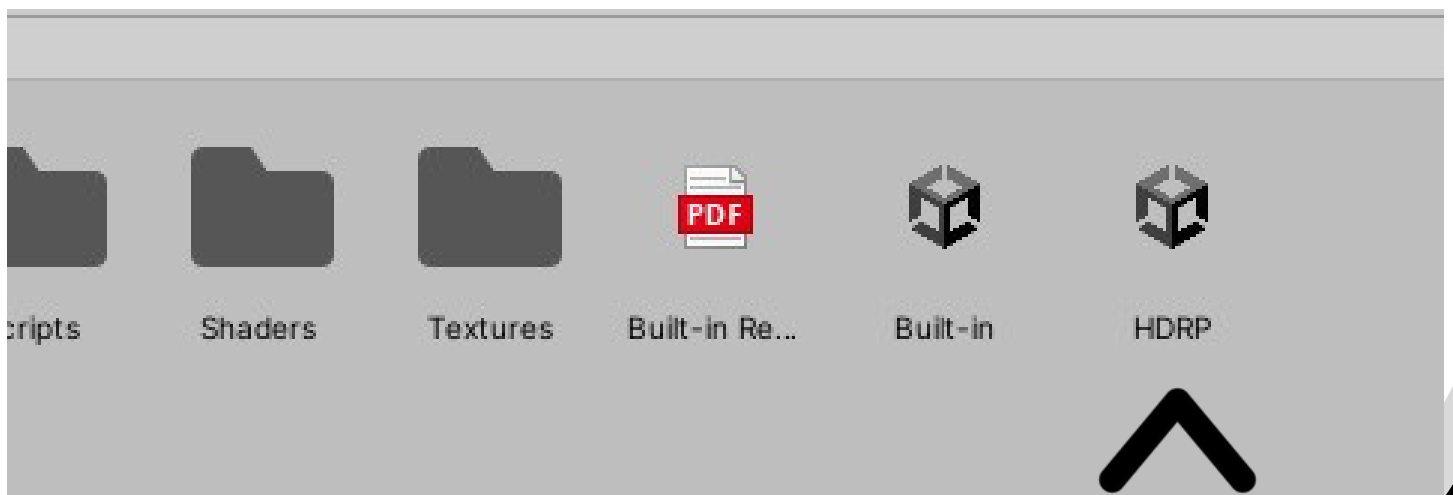 PDF
cripts
Shaders
Textures
Built-in Re...
Built-in
HDRP